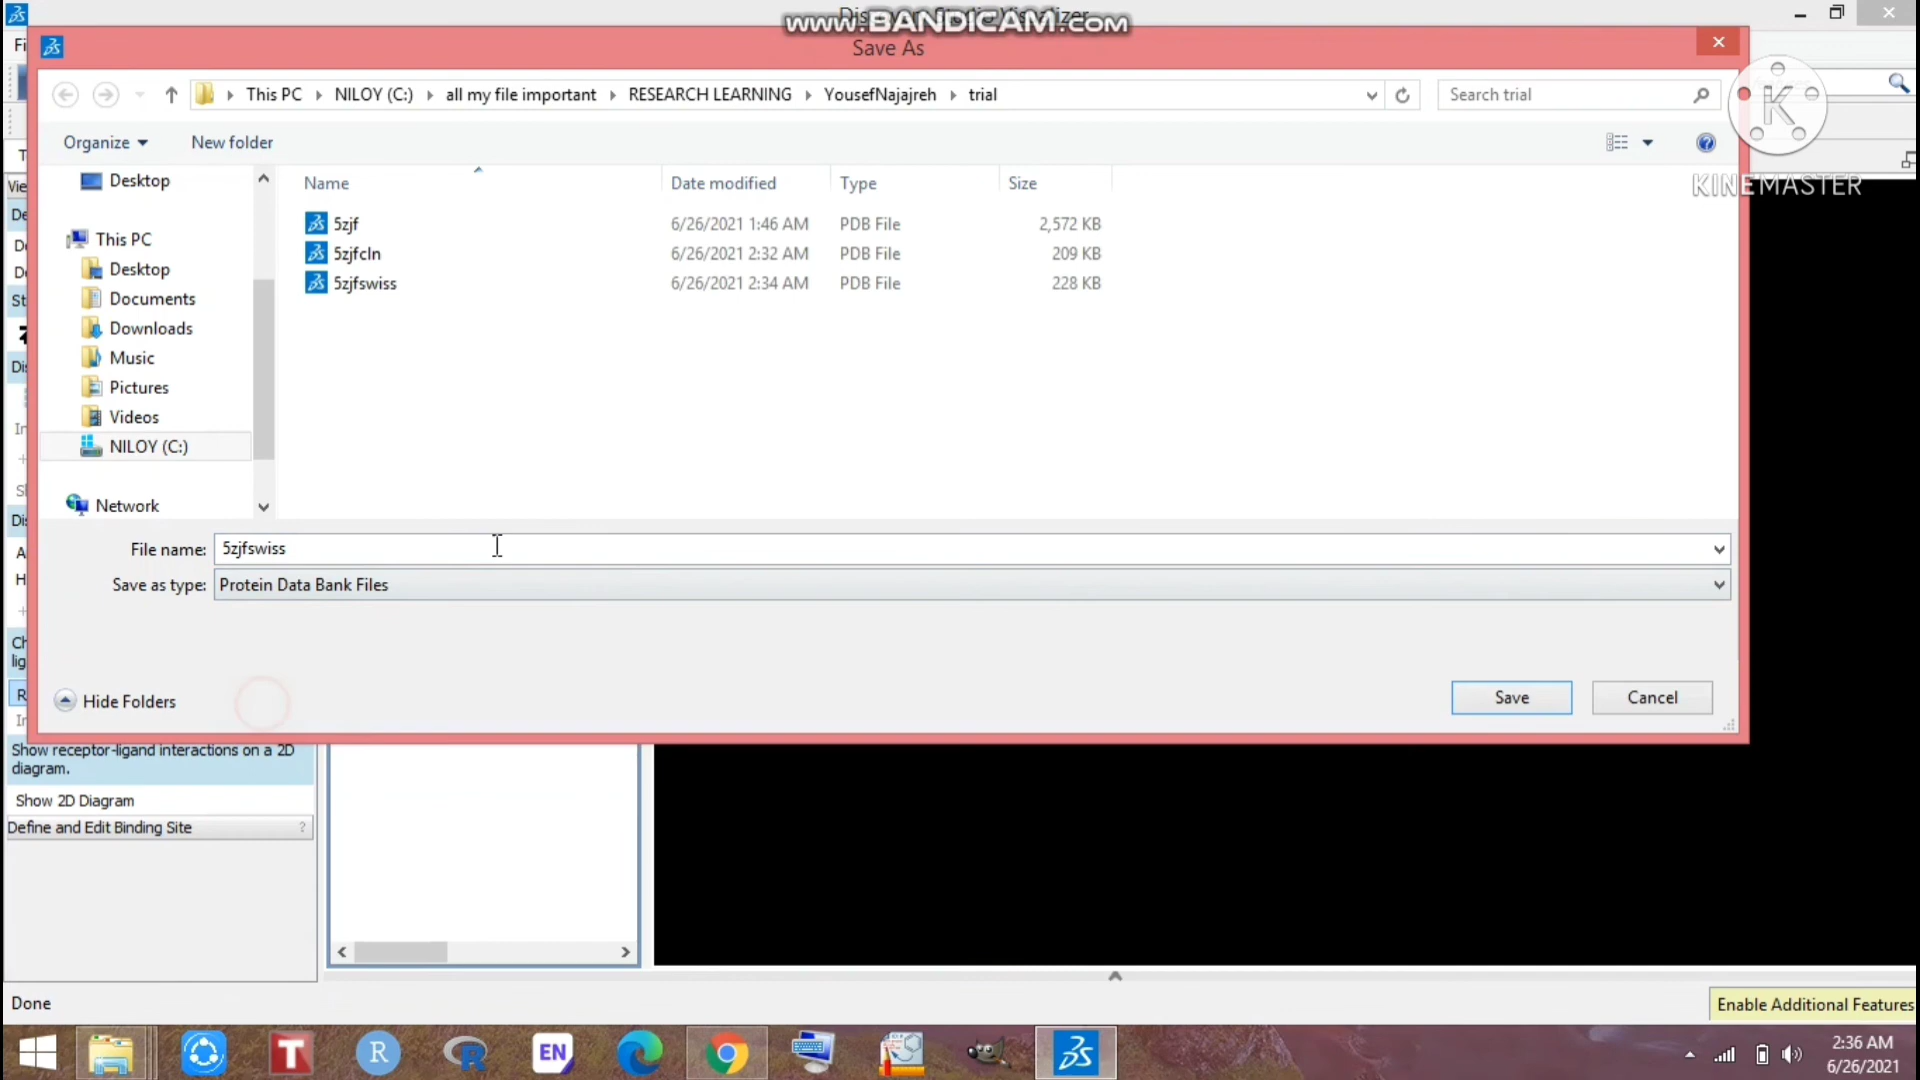 www.BANDICAM.com
Save As
K
KINEMASTER
This PC
NILOY (C:)
all my file important
RESEARCH LEARNING
YousefNajajreh
trial
Search trial
Organize
New folder
Name
Date modified
Type
Size
5zjf
6/26/2021 1:46 AM
PDB File
2,572 KB
5zjfcln
6/26/2021 2:32 AM
PDB File
209 KB
5zjfswiss
6/26/2021 2:34 AM
PDB File
228 KB
Desktop
This PC
Desktop
Documents
Downloads
Music
Pictures
Videos
NILOY (C:)
Network
File name:
5zjfswiss
Save as type:
Protein Data Bank Files
Hide Folders
Save
Cancel
Show receptor-ligand interactions on a 2D
diagram.
Show 2D Diagram
Define and Edit Binding Site
?
Done
Enable Additional Features
T
R
R
EN
2:36 AM
6/26/2021